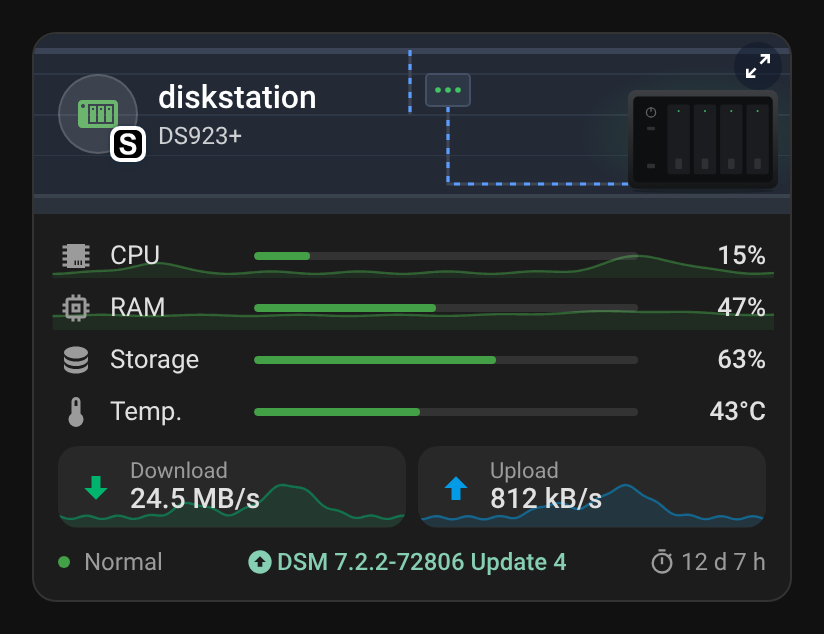 diskstation
S
DS923+
CPU 15%
RAM 47%
Storage 63%
Temp. 43°C
Download
24.5 MB/s
Upload
812 kB/s
Normal DSM 7.2.2-72806 Update 4 12 d 7 h